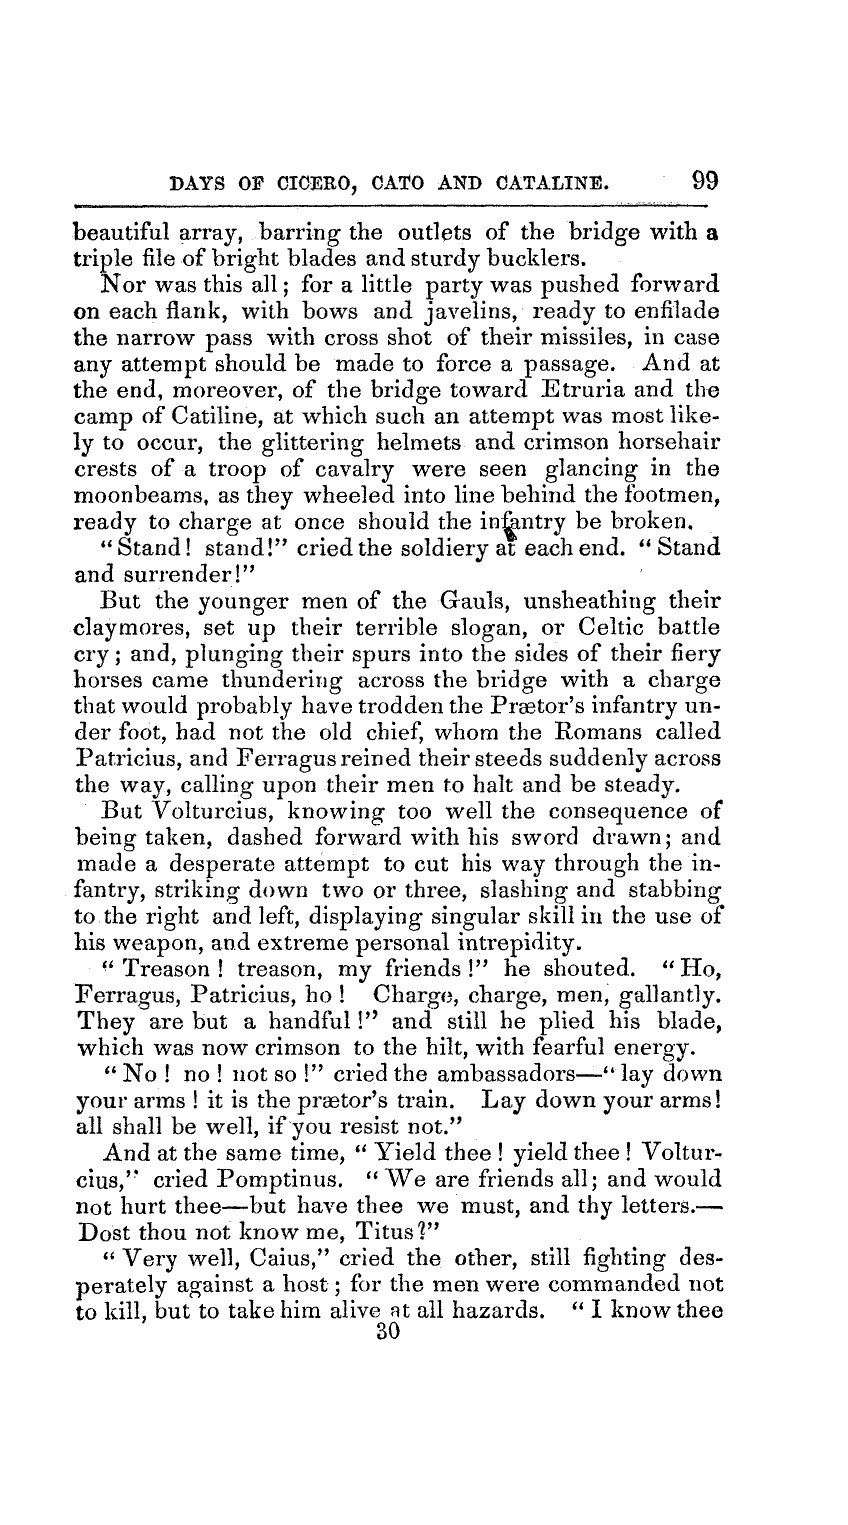 DAYS OF CICERO, CATO AND CATALINE. 99
beautiful array, barring the outlets of the bridge with a
triple file of bright blades and sturdy bucklers.
Nor was this all; for a little party was pushed forward
on each flank, with bows and javelins, ready to enfilade
the narrow pass with cross shot of their missiles, in case
any attempt should be made to force a passage. And at
the end, moreover, of the bridge toward Etruria and the
camp of Catiline, at which such an attempt was most like-
ly to occur, the glittering helmets and crimson horsehair
crests of a troop of cavalry were seen glancing in the
moonbeams, as they wheeled into line behind the footmen,
ready to charge at once should the infantry be broken.
"Stand! stand!" cried the soldiery at each end. "Stand
and surrender!"
But the younger men of the Gauls, unsheathing their
claymores, set up their terrible slogan, or Celtic battle
cry; and, plunging their spurs into the sides of their fiery
horses came thundering across the bridge with a charge
that would probably have trodden the Prætor's infantry un-
der foot, had not the old chief, whom the Romans called
Patricius, and Ferragus reined their steeds suddenly across
the way, calling upon their men to halt and be steady.
But Volturcius, knowing too well the consequence of
being taken, dashed forward with his sword drawn; and
made a desperate attempt to cut his way through the in-
fantry, striking down two or three, slashing and stabbing
to the right and left, displaying singular skill in the use of
his weapon, and extreme personal intrepidity.
"Treason! treason, my friends!" he shouted. "Ho,
Ferragus, Patricius, ho! Charge, charge, men, gallantly.
They are but a handful!" and still he plied his blade,
which was now crimson to the hilt, with fearful energy.
"No! no! not so!" cried the ambassadors—"lay down
your arms! it is the prætor's train. Lay down your arms!
all shall be well, if you resist not."
And at the same time, "Yield thee! yield thee! Voltur-
cius," cried Pomptinus. "We are friends all; and would
not hurt thee—but have thee we must, and thy letters.—
Dost thou not know me, Titus?"
"Very well, Caius," cried the other, still fighting des-
perately against a host; for the men were commanded not
to kill, but to take him alive at all hazards. "I know thee
30